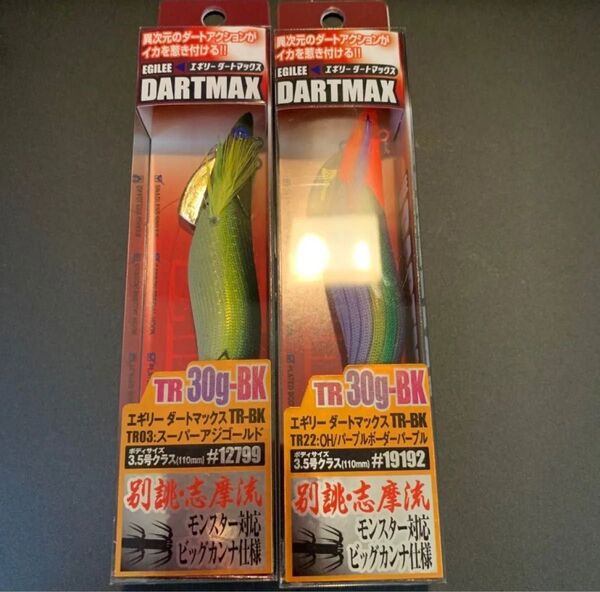 異次元のダートアクションが
イカを惹き付ける!!
EGILEE エギリー ダートマックス
DARTMAX
TR 30g-BK
エギリー ダートマックス TR-BK
TR03:スーパーアジゴールド
ボディサイズ
3.5号クラス(110mm) #12799
別誂・志摩流
モンスター対応
ビッグカンナ仕様
異次元のダートアクションが
イカを惹き付ける!!
EGILEE エギリー ダートマックス
DARTMAX
TR 30g-BK
エギリー ダートマックス TR-BK
TR22:OH/パープルボーダーパープル
ボディサイズ
3.5号クラス(110mm) #19192
別誂・志摩流
モンスター対応
ビッグカンナ仕様